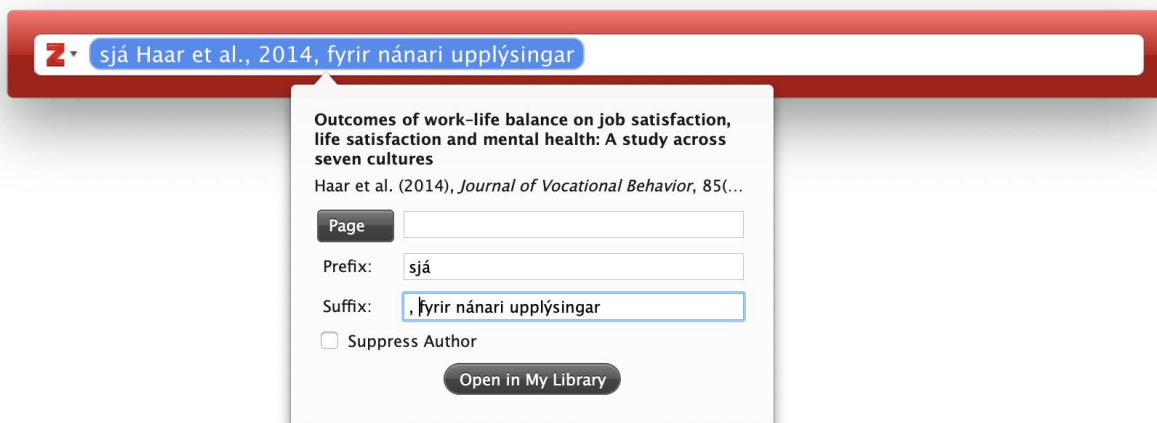 Z sjá Haar et al., 2014, fyrir nánari upplýsingar
Outcomes of work–life balance on job satisfaction,
life satisfaction and mental health: A study across
seven cultures
Haar et al. (2014), Journal of Vocational Behavior, 85(…
Page
Prefix: sjá
Suffix: , fyrir nánari upplýsingar
Suppress Author
Open in My Library